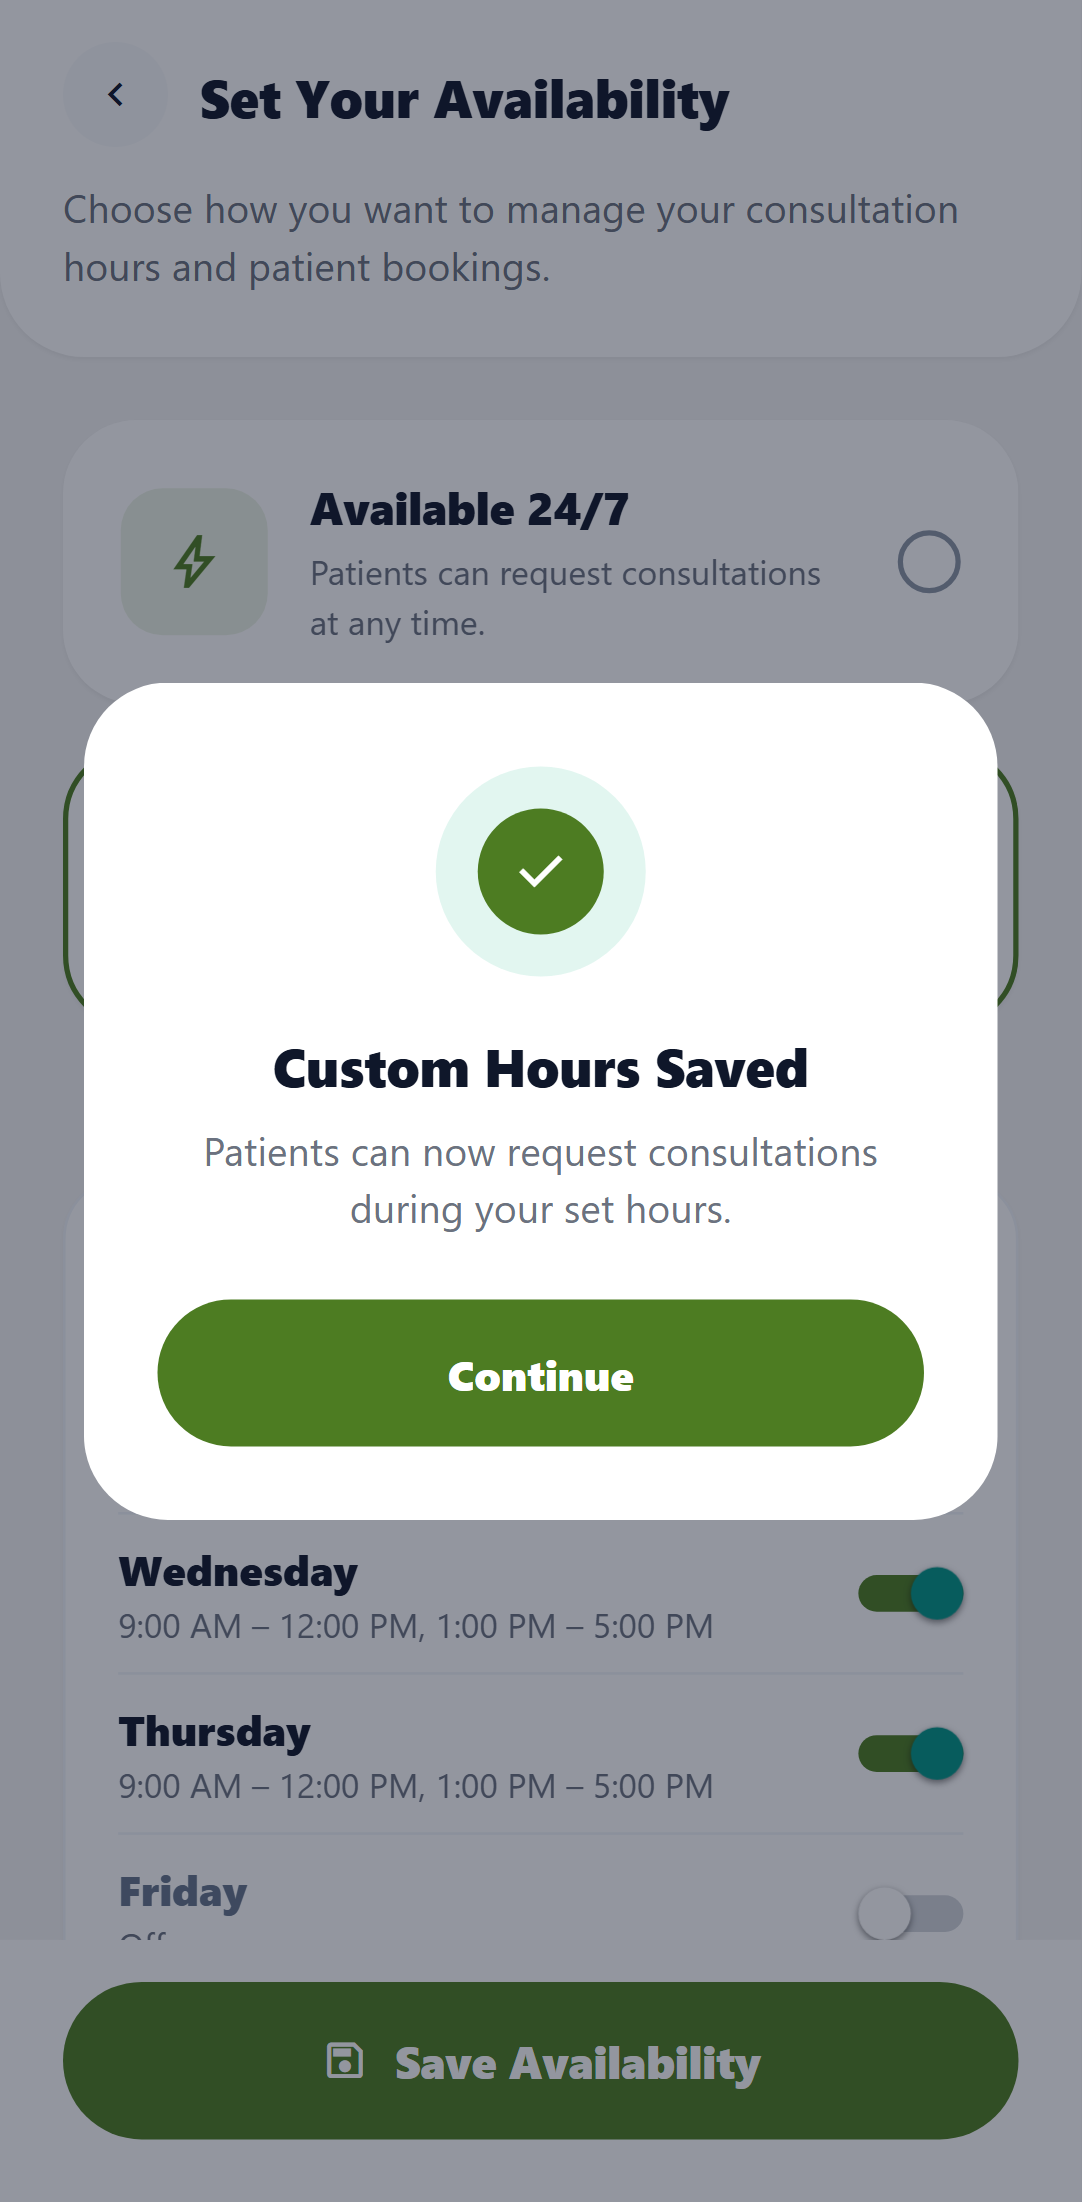 Set Your Availability
Choose how you want to manage your consultation
hours and patient bookings.
Available 24/7
Patients can request consultations
at any time.
Custom Hours Saved
Patients can now request consultations
during your set hours.
Continue
Wednesday
9:00 AM – 12:00 PM, 1:00 PM – 5:00 PM
Thursday
9:00 AM – 12:00 PM, 1:00 PM – 5:00 PM
Friday
Off
Save Availability